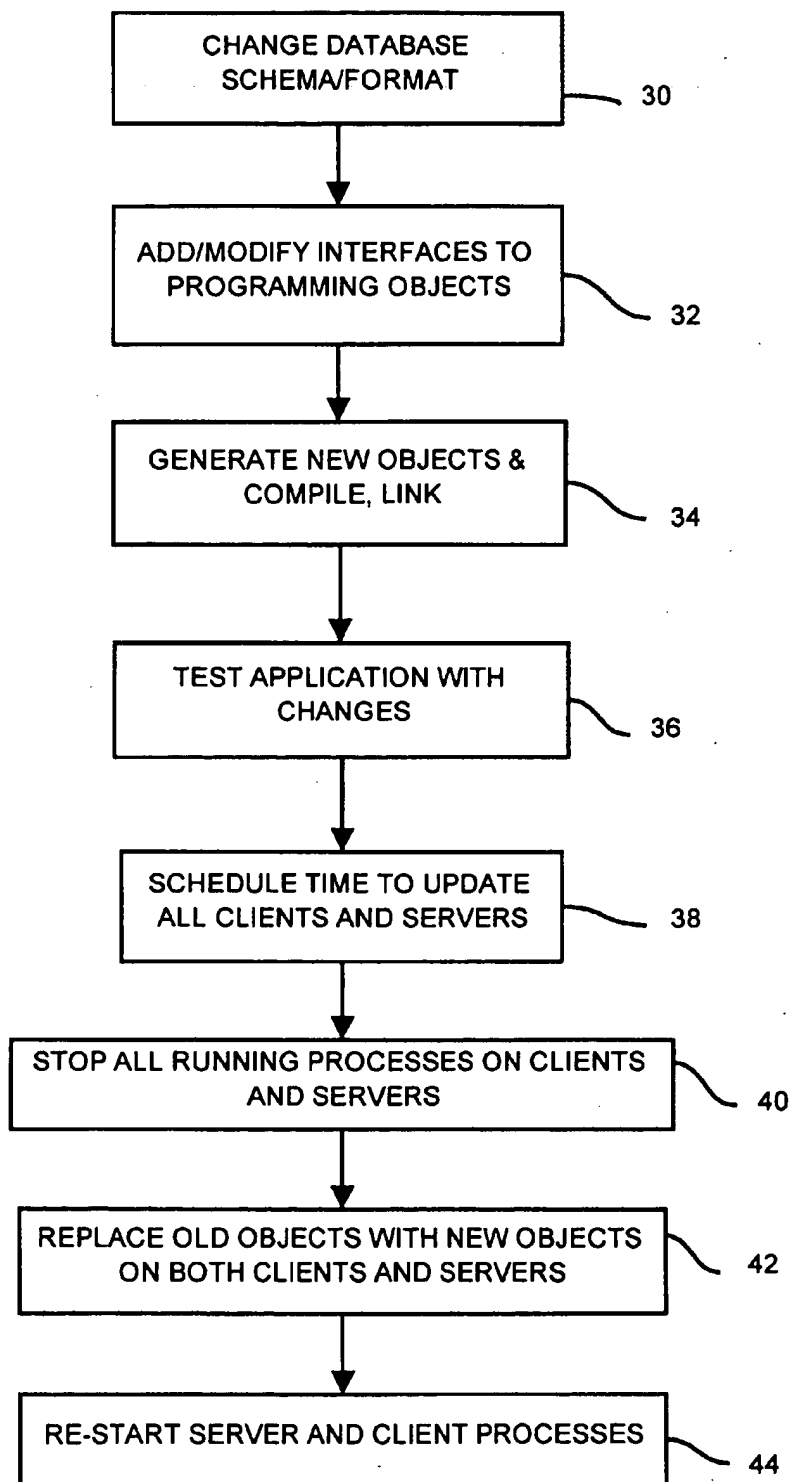 CHANGE DATABASE
SCHEMA/FORMAT
30
ADD/MODIFY INTERFACES TO
PROGRAMMING OBJECTS
32
GENERATE NEW OBJECTS &
COMPILE, LINK
34
TEST APPLICATION WITH
CHANGES
36
SCHEDULE TIME TO UPDATE
ALL CLIENTS AND SERVERS
38
STOP ALL RUNNING PROCESSES ON CLIENTS
AND SERVERS
40
REPLACE OLD OBJECTS WITH NEW OBJECTS
ON BOTH CLIENTS AND SERVERS
42
RE-START SERVER AND CLIENT PROCESSES
44